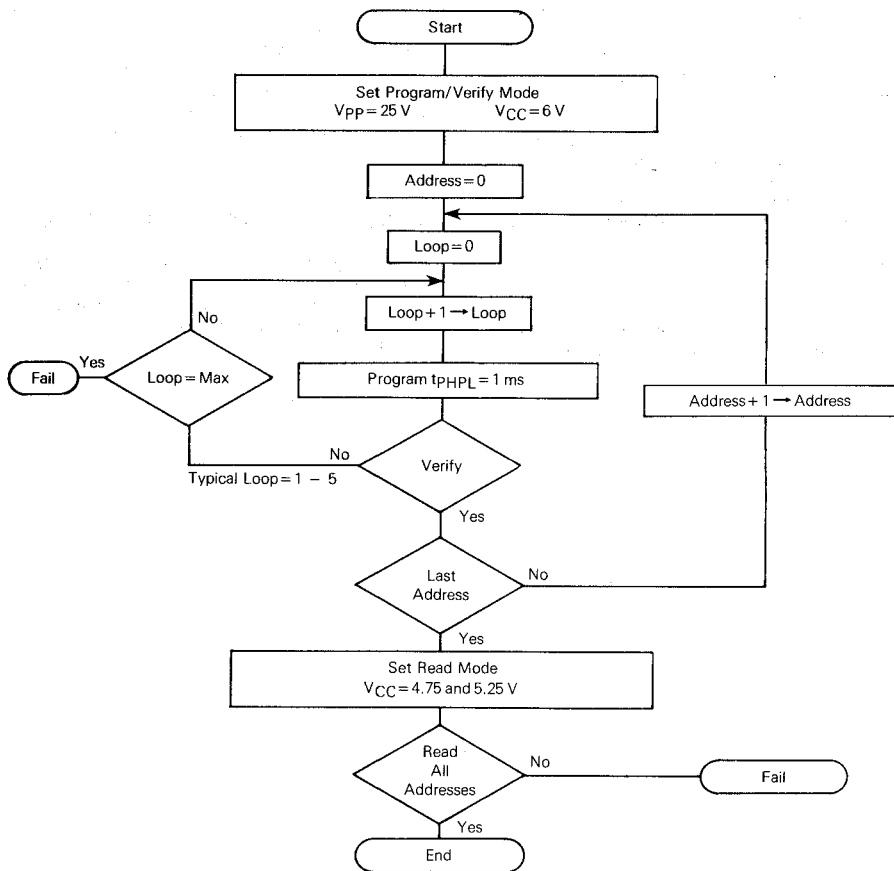 Start
Set Program/Verify Mode
VPP=25 V VCC=6 V
Address=0
Loop=0
Loop+1→Loop
No
Yes
Fail
Loop=Max
Program tPHPL=1 ms
Address+1→Address
No
Verify
Typical Loop=1 – 5
Yes
Last
Address
No
Yes
Set Read Mode
VCC=4.75 and 5.25 V
Read
All
Addresses
No
Fail
Yes
End